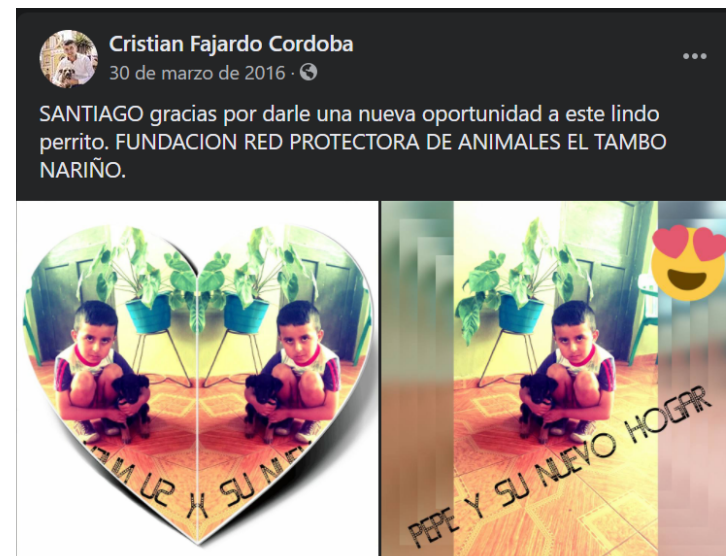 Cristian Fajardo Cordoba
30 de marzo de 2016 ·
SANTIAGO gracias por darle una nueva oportunidad a este lindo
perrito. FUNDACION RED PROTECTORA DE ANIMALES EL TAMBO
NARIÑO.
Y SU
PEPE Y SU NUEVO HOGAR